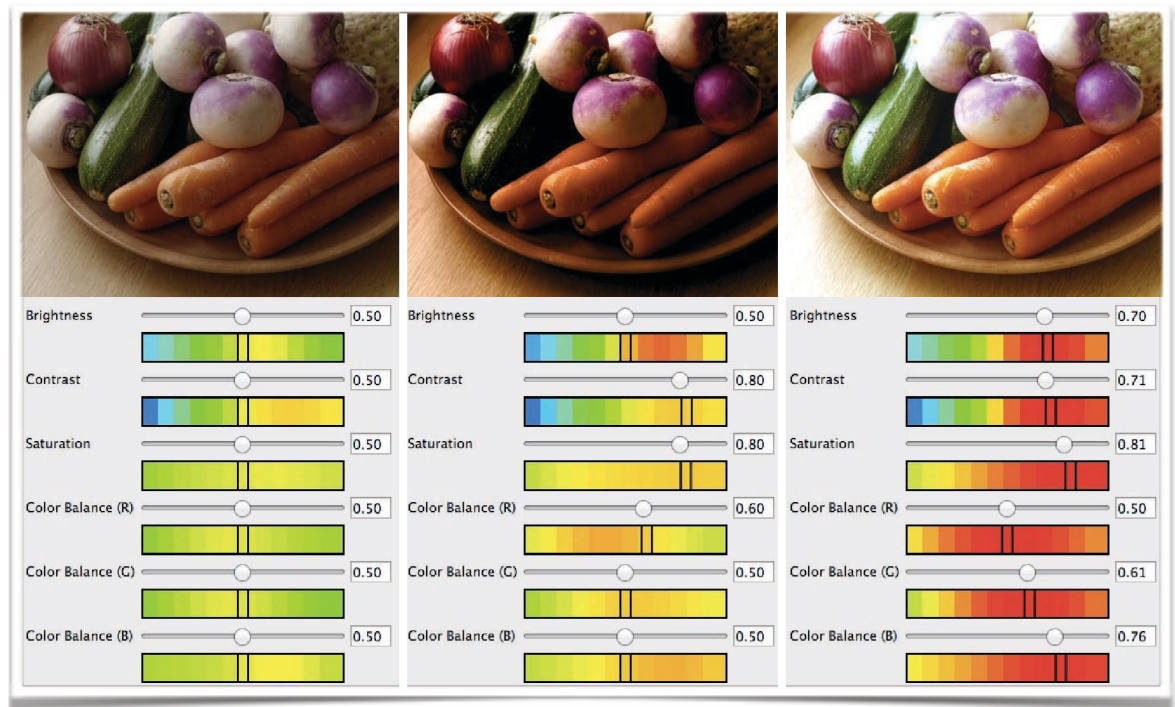 Brightness 0.50
Contrast 0.50
Saturation 0.50
Color Balance (R) 0.50
Color Balance (G) 0.50
Color Balance (B) 0.50
Brightness 0.50
Contrast 0.80
Saturation 0.80
Color Balance (R) 0.60
Color Balance (G) 0.50
Color Balance (B) 0.50
Brightness 0.70
Contrast 0.71
Saturation 0.81
Color Balance (R) 0.50
Color Balance (G) 0.61
Color Balance (B) 0.76